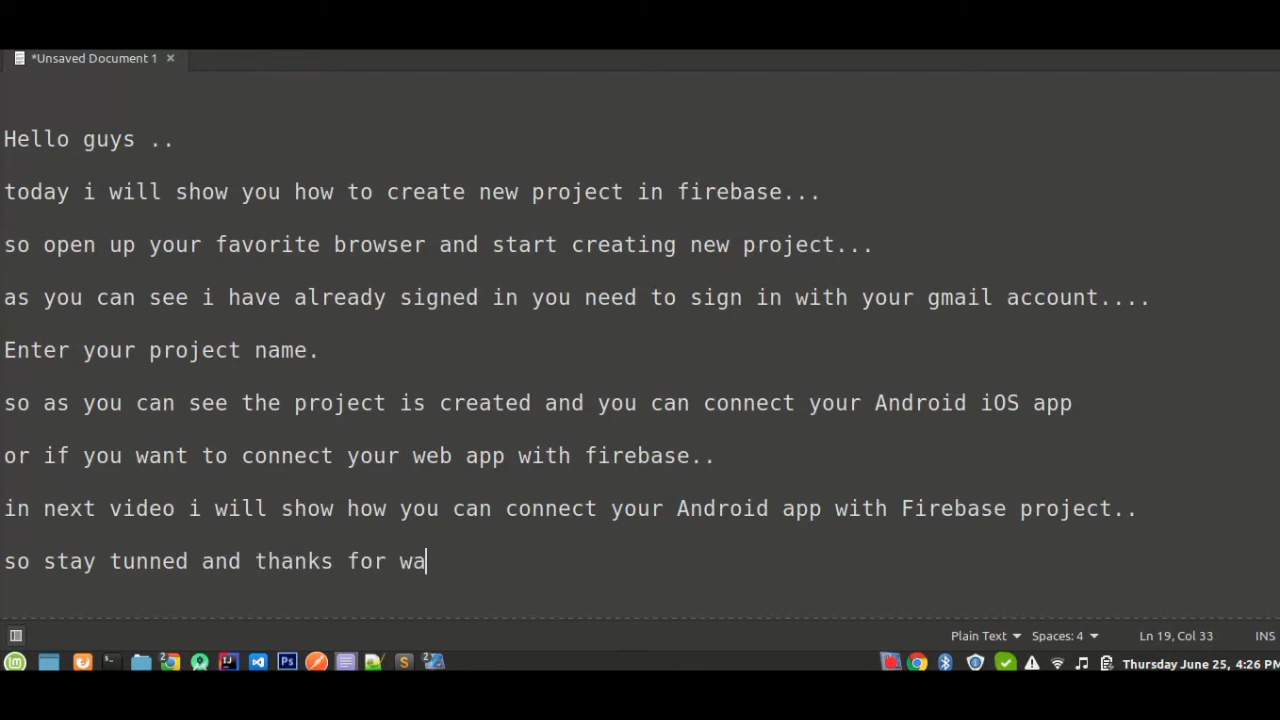 *Unsaved Document 1 ×
Hello guys ..
today i will show you how to create new project in firebase...
so open up your favorite browser and start creating new project...
as you can see i have already signed in you need to sign in with your gmail account....
Enter your project name.
so as you can see the project is created and you can connect your Android iOS app
or if you want to connect your web app with firebase..
in next video i will show how you can connect your Android app with Firebase project..
so stay tunned and thanks for wa
Plain Text Spaces: 4 Ln 19, Col 33 INS
Thursday June 25, 4:26 PM